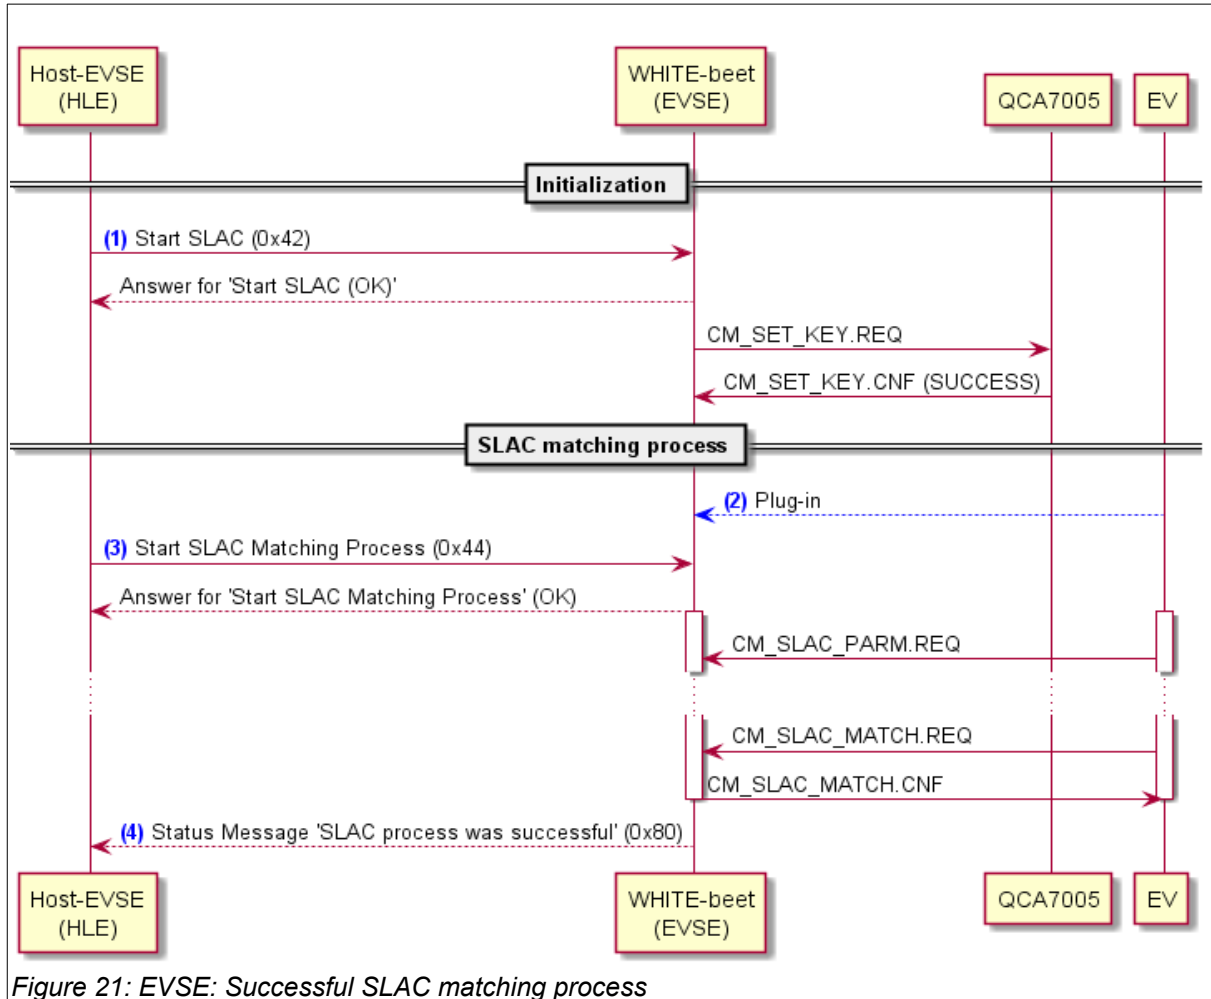 Host-EVSE
(HLE)
WHITE-beet
(EVSE)
QCA7005
EV
Initialization
(1) Start SLAC (0x42)
Answer for 'Start SLAC (OK)'
CM_SET_KEY.REQ
CM_SET_KEY.CNF (SUCCESS)
SLAC matching process
(2) Plug-in
(3) Start SLAC Matching Process (0x44)
Answer for 'Start SLAC Matching Process' (OK)
CM_SLAC_PARM.REQ
CM_SLAC_MATCH.REQ
CM_SLAC_MATCH.CNF
(4) Status Message 'SLAC process was successful' (0x80)
Host-EVSE
(HLE)
WHITE-beet
(EVSE)
QCA7005
EV
Figure 21: EVSE: Successful SLAC matching process